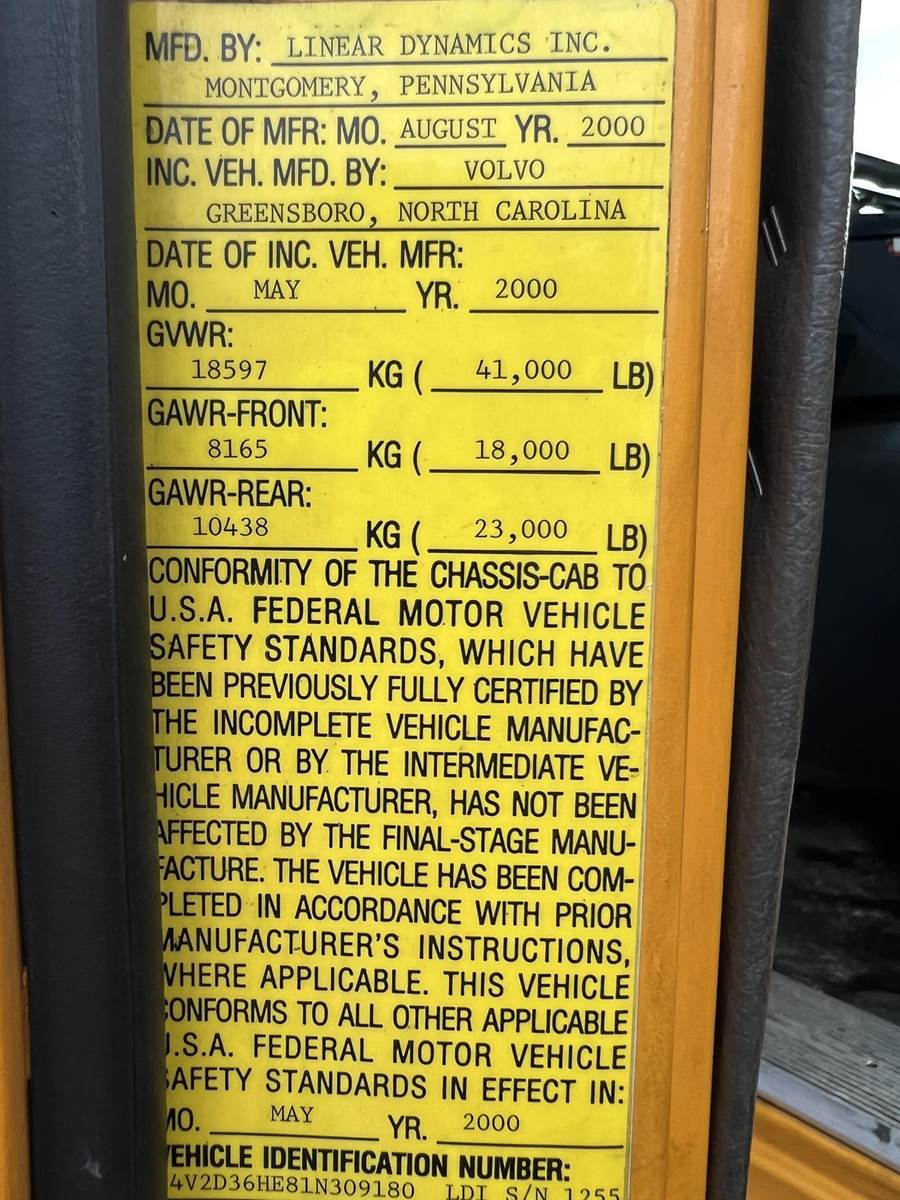 MFD. BY: LINEAR DYNAMICS INC.
MONTGOMERY, PENNSYLVANIA
DATE OF MFR: MO. AUGUST YR. 2000
INC. VEH. MFD. BY: VOLVO
GREENSBORO, NORTH CAROLINA
DATE OF INC. VEH. MFR:
MO. MAY YR. 2000
GVWR:
18597 KG ( 41,000 LB)
GAWR-FRONT:
8165 KG ( 18,000 LB)
GAWR-REAR:
10438 KG ( 23,000 LB)
CONFORMITY OF THE CHASSIS-CAB TO
U.S.A. FEDERAL MOTOR VEHICLE
SAFETY STANDARDS, WHICH HAVE
BEEN PREVIOUSLY FULLY CERTIFIED BY
THE INCOMPLETE VEHICLE MANUFAC-
TURER OR BY THE INTERMEDIATE VE-
HICLE MANUFACTURER, HAS NOT BEEN
AFFECTED BY THE FINAL-STAGE MANU-
FACTURE. THE VEHICLE HAS BEEN COM-
PLETED IN ACCORDANCE WITH PRIOR
MANUFACTURER'S INSTRUCTIONS,
WHERE APPLICABLE. THIS VEHICLE
CONFORMS TO ALL OTHER APPLICABLE
U.S.A. FEDERAL MOTOR VEHICLE
SAFETY STANDARDS IN EFFECT IN:
MO. MAY YR. 2000
VEHICLE IDENTIFICATION NUMBER:
4V2D36HE81N309180 LDI S/N 1255